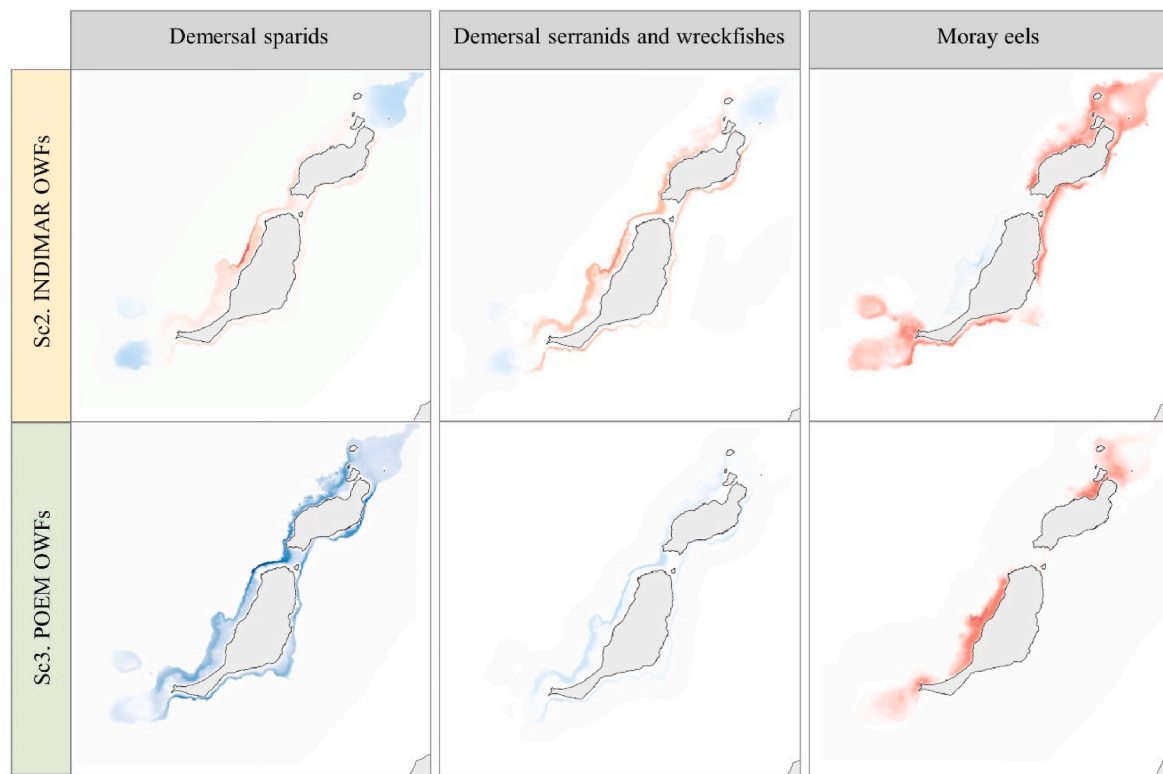 Demersal sparids
Demersal serranids and wreckfishes
Moray eels
Sc2. INDIMAR OWFs
Sc3. POEM OWFs